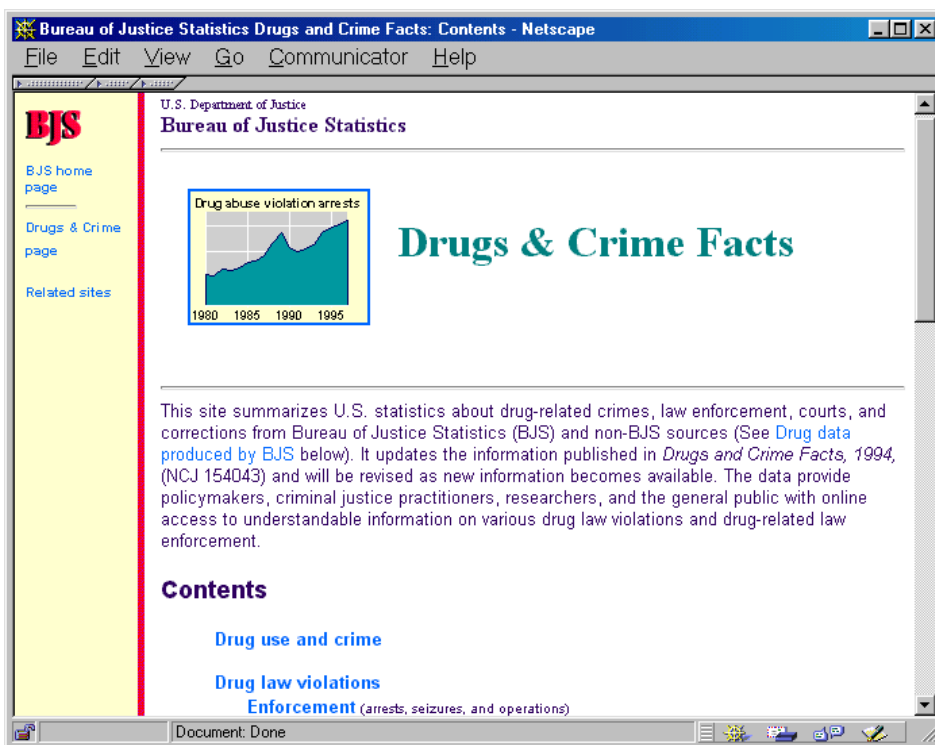 Bureau of Justice Statistics Drugs and Crime Facts: Contents - Netscape
File Edit View Go Communicator Help
BJS
BJS home
page
Drugs & Crime
page
Related sites
U.S. Department of Justice
Bureau of Justice Statistics
Drug abuse violation arrests
1980 1985 1990 1995
Drugs & Crime Facts
This site summarizes U.S. statistics about drug-related crimes, law enforcement, courts, and
corrections from Bureau of Justice Statistics (BJS) and non-BJS sources (See Drug data
produced by BJS below). It updates the information published in Drugs and Crime Facts, 1994,
(NCJ 154043) and will be revised as new information becomes available. The data provide
policymakers, criminal justice practitioners, researchers, and the general public with online
access to understandable information on various drug law violations and drug-related law
enforcement.
Contents
Drug use and crime
Drug law violations
Enforcement (arrests, seizures, and operations)
Document: Done